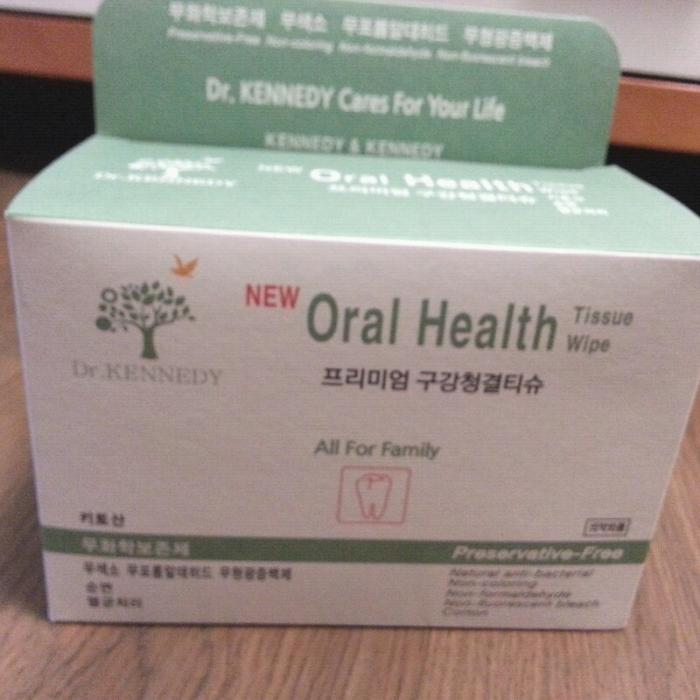 무화학보존제 무색소 무포름알데히드 무형광증백제
Preservative-Free Non-coloring Non-formaldehyde Non-fluorescent bleach
Dr. KENNEDY Cares For Your Life
KENNEDY & KENNEDY
Dr.KENNEDY
NEW Oral Health
프리미엄 구강청결티슈
NEW Oral Health Tissue Wipe
Dr.KENNEDY
프리미엄 구강청결티슈
All For Family
키토산
의약외품
무화학보존제
Preservative-Free
무색소 무포름알데히드 무형광증백제
순면
멸균처리
Natural anti-bacterial
Non-coloring
Non-formaldehyde
Non-fluorescent bleach
Cotton